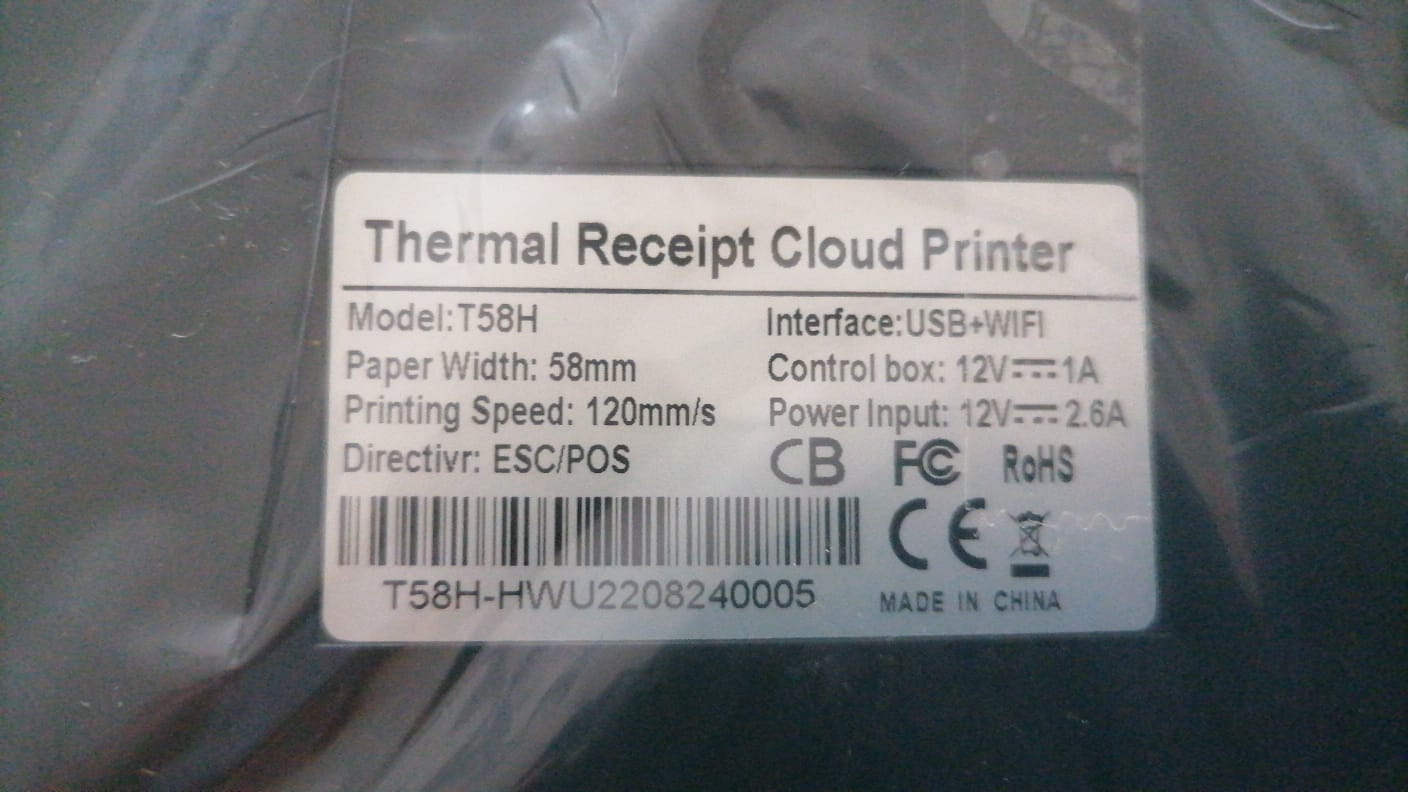 Thermal Receipt Cloud Printer
Model:T58H
Interface:USB+WIFI
Paper Width: 58mm
Control box: 12V⎓1A
Printing Speed: 120mm/s
Power Input: 12V⎓2.6A
Directivr: ESC/POS
CB FC RoHS
CE
T58H-HWU2208240005
MADE IN CHINA